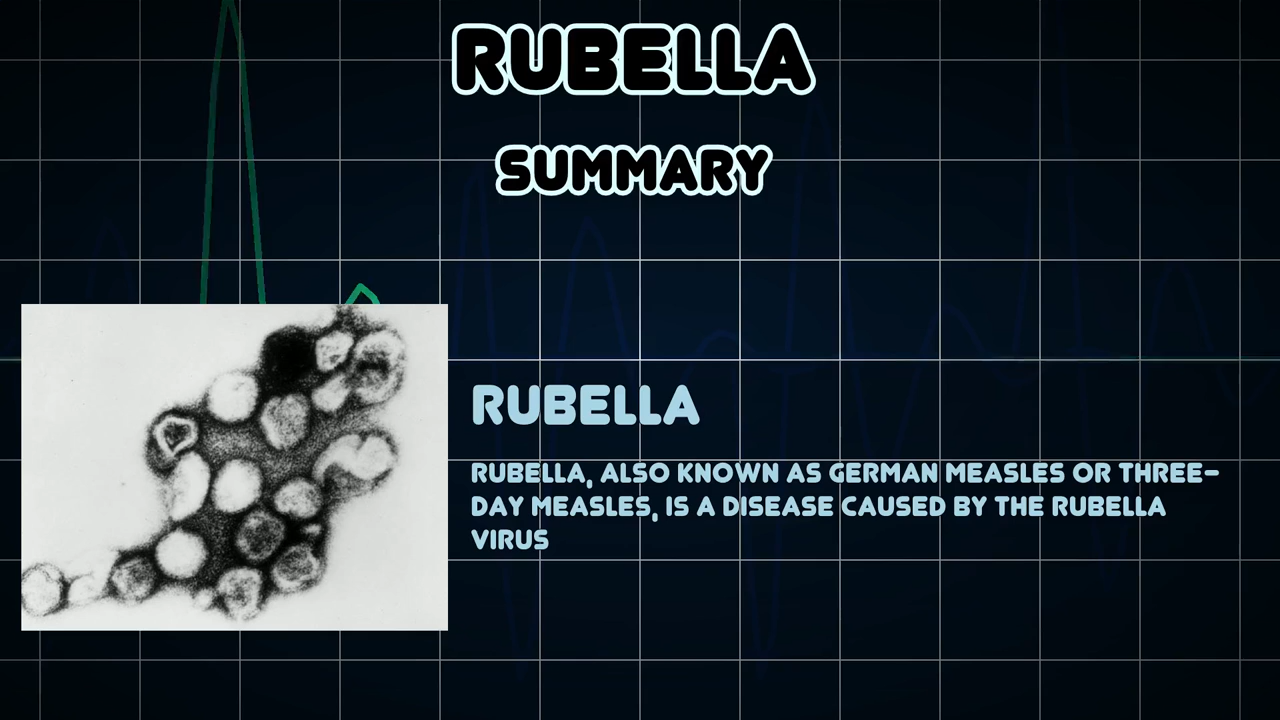 RUBELLA
SUMMARY
RUBELLA
RUBELLA, ALSO KNOWN AS GERMAN MEASLES OR THREE-
DAY MEASLES, IS A DISEASE CAUSED BY THE RUBELLA
VIRUS